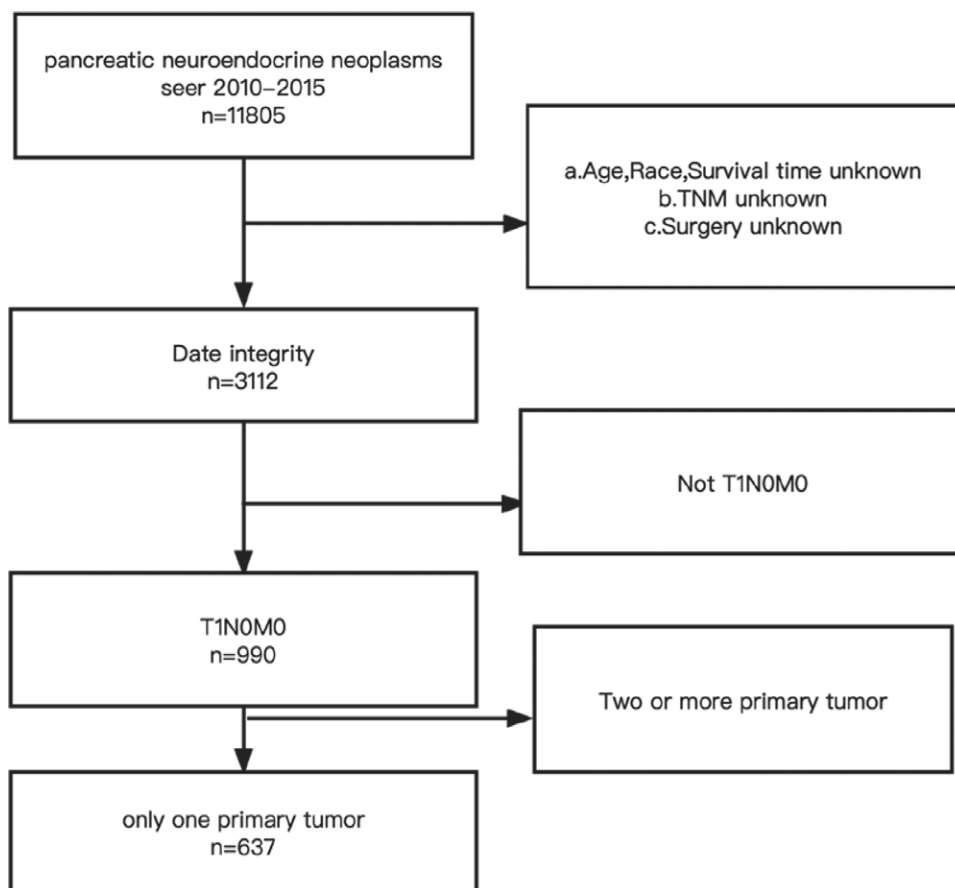 pancreatic neuroendocrine neoplasms
seer 2010–2015
n=11805
a.Age,Race,Survival time unknown
b.TNM unknown
c.Surgery unknown
Date integrity
n=3112
Not T1N0M0
T1N0M0
n=990
Two or more primary tumor
only one primary tumor
n=637